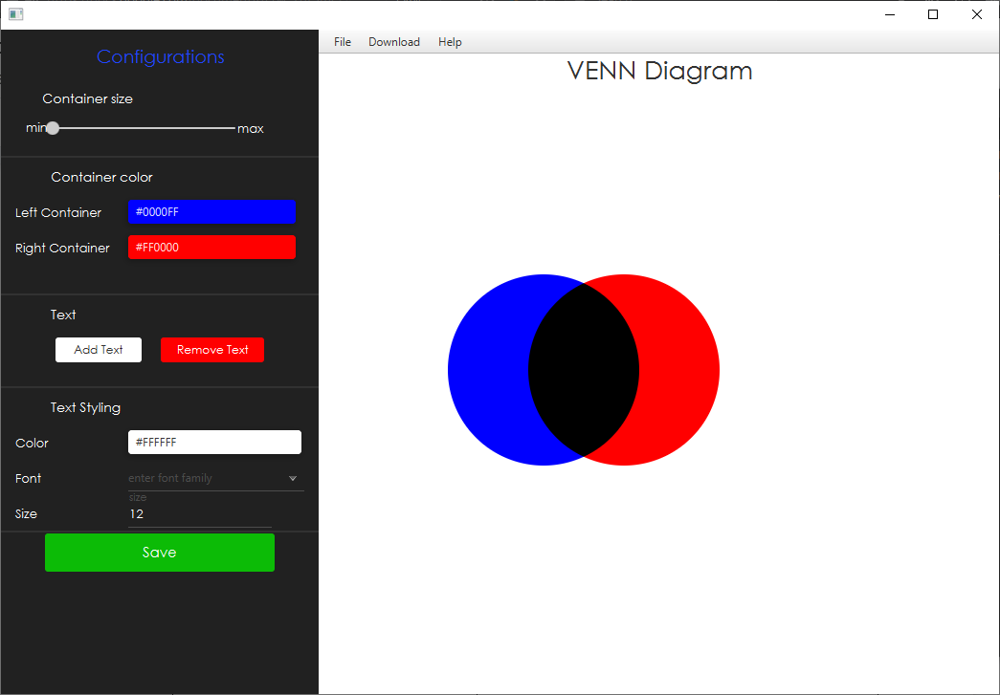 File Download Help
Configurations
VENN Diagram
Container size
min max
Container color
Left Container #0000FF
Right Container #FF0000
Text
Add Text Remove Text
Text Styling
Color #FFFFFF
Font enter font family
size
Size 12
Save